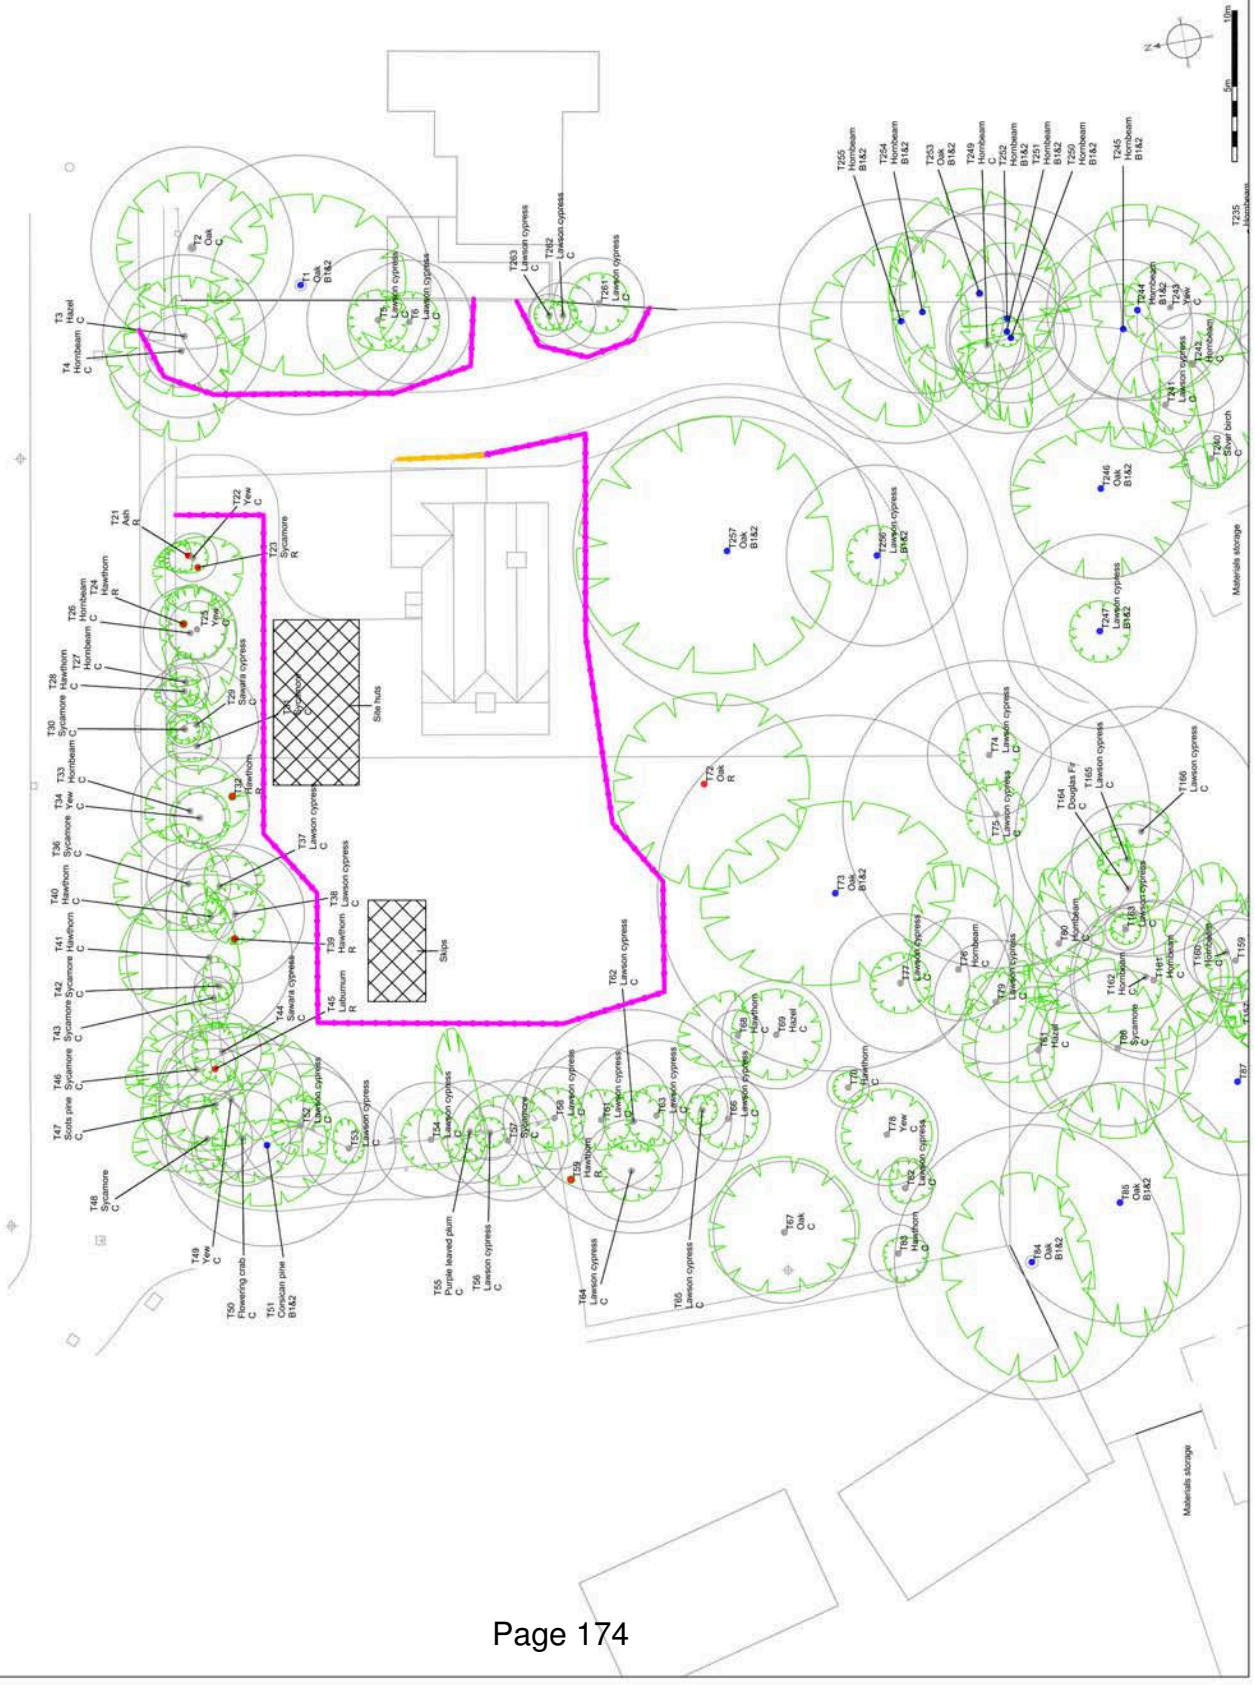 T3
Hazel
C
T4
Hornbeam
C
T2
Oak
C
T1
Oak
B1&2
T5
Lawson cypress
C
T6
Lawson cypress
C
T263
Lawson cypress
C
T262
Lawson cypress
C
T261
Lawson cypress
C
T255
Hornbeam
B1&2
T254
Hornbeam
B1&2
T253
Oak
B1&2
T249
Hornbeam
C
T252
Hornbeam
B1&2
T251
Hornbeam
B1&2
T250
Hornbeam
B1&2
T245
Hornbeam
B1&2
T235
Hornbeam
T244
Hornbeam
B1&2
T243
Yew
C
T242
Hornbeam
C
T241
Lawson cypress
C
T240
Silver birch
C
T246
Oak
B1&2
N
5m
10m
T21
Ash
R
T22
Yew
C
T23
Sycamore
R
T24
Hawthorn
R
T26
Hornbeam
C
T25
Yew
C
T27
Hornbeam
C
T28
Hawthorn
C
T29
Sawara cypress
C
T30
Sycamore
C
T31
Sycamore
C
T32
Hawthorn
R
T33
Hornbeam
C
T34
Yew
C
T36
Sycamore
C
T37
Lawson cypress
C
T38
Lawson cypress
C
T39
Hawthorn
R
T40
Hawthorn
C
T41
Hawthorn
C
T42
Sycamore
C
T43
Sycamore
C
T44
Sawara cypress
C
T45
Laburnum
R
T46
Sycamore
C
T47
Scots pine
C
T48
Sycamore
C
T49
Yew
C
T50
Flowering crab
C
T51
Corsican pine
B1&2
T52
Lawson cypress
C
T53
Lawson cypress
C
T54
Lawson cypress
C
T55
Purple leaved plum
C
T56
Lawson cypress
C
T57
Sycamore
C
T58
Lawson cypress
C
T59
Hawthorn
R
T61
Lawson cypress
C
T62
Lawson cypress
C
T63
Lawson cypress
C
T64
Lawson cypress
C
T65
Lawson cypress
C
T66
Lawson cypress
C
T67
Oak
C
T68
Hawthorn
C
T69
Hazel
C
T70
Hawthorn
C
T72
Oak
R
T73
Oak
B1&2
T74
Lawson cypress
C
T75
Lawson cypress
C
T76
Hornbeam
C
T77
Lawson cypress
C
T78
Yew
C
T79
Lawson cypress
C
T80
Hornbeam
C
Hazel
C
T82
Lawson cypress
C
T83
Hawthorn
C
T84
Oak
B1&2
T85
Oak
B1&2
Sycamore
C
T87
T159
T160
Hornbeam
C
T161
Hornbeam
C
T162
Hornbeam
C
T163
Lawson cypress
C
T164
Douglas Fir
C
T165
Lawson cypress
C
T166
Lawson cypress
C
T247
Lawson cypress
B1&2
T256
Lawson cypress
B1&2
T257
Oak
B1&2
Site huts
Skips
Materials storage
Materials storage
Page 174